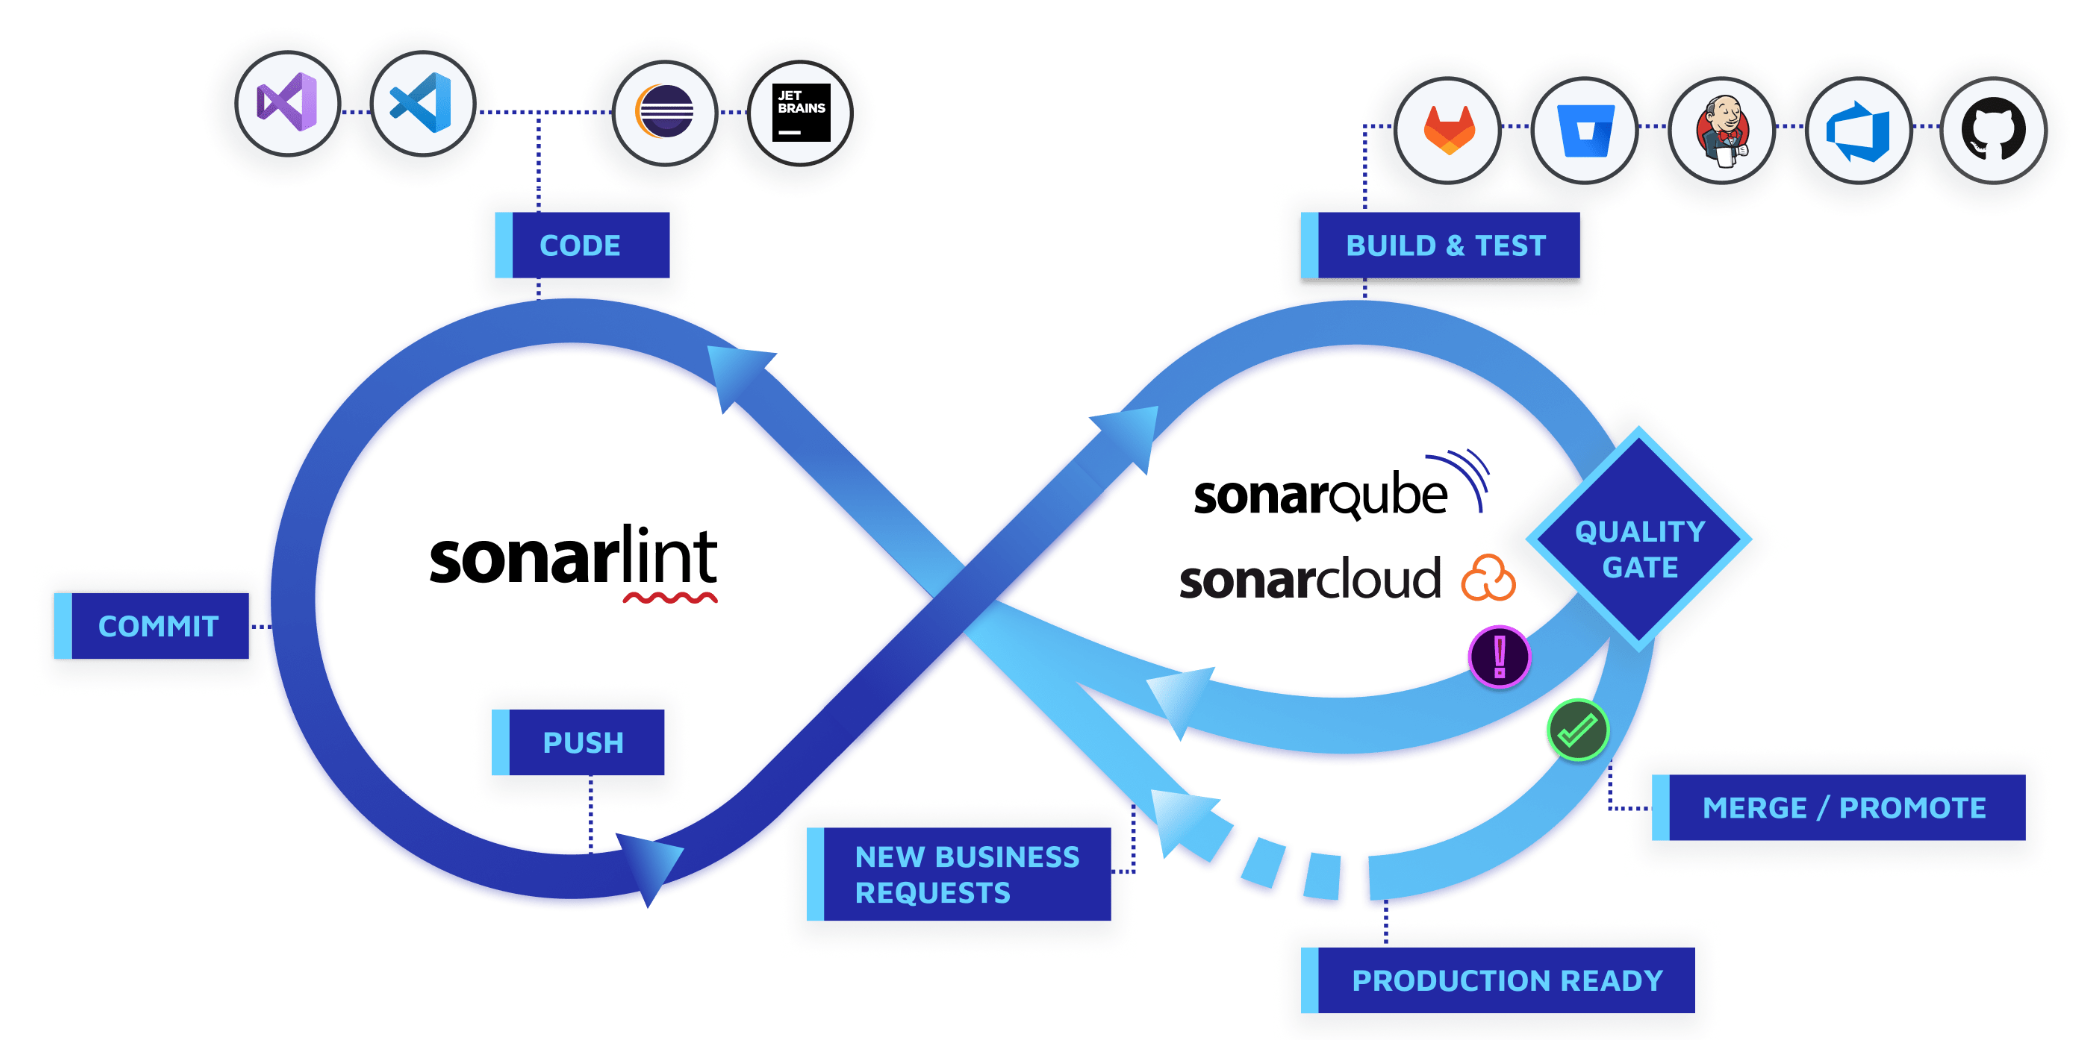 JET
BRAINS
CODE
BUILD & TEST
sonarqube
sonarlint
sonarcloud
QUALITY
GATE
COMMIT
PUSH
MERGE / PROMOTE
NEW BUSINESS
REQUESTS
PRODUCTION READY